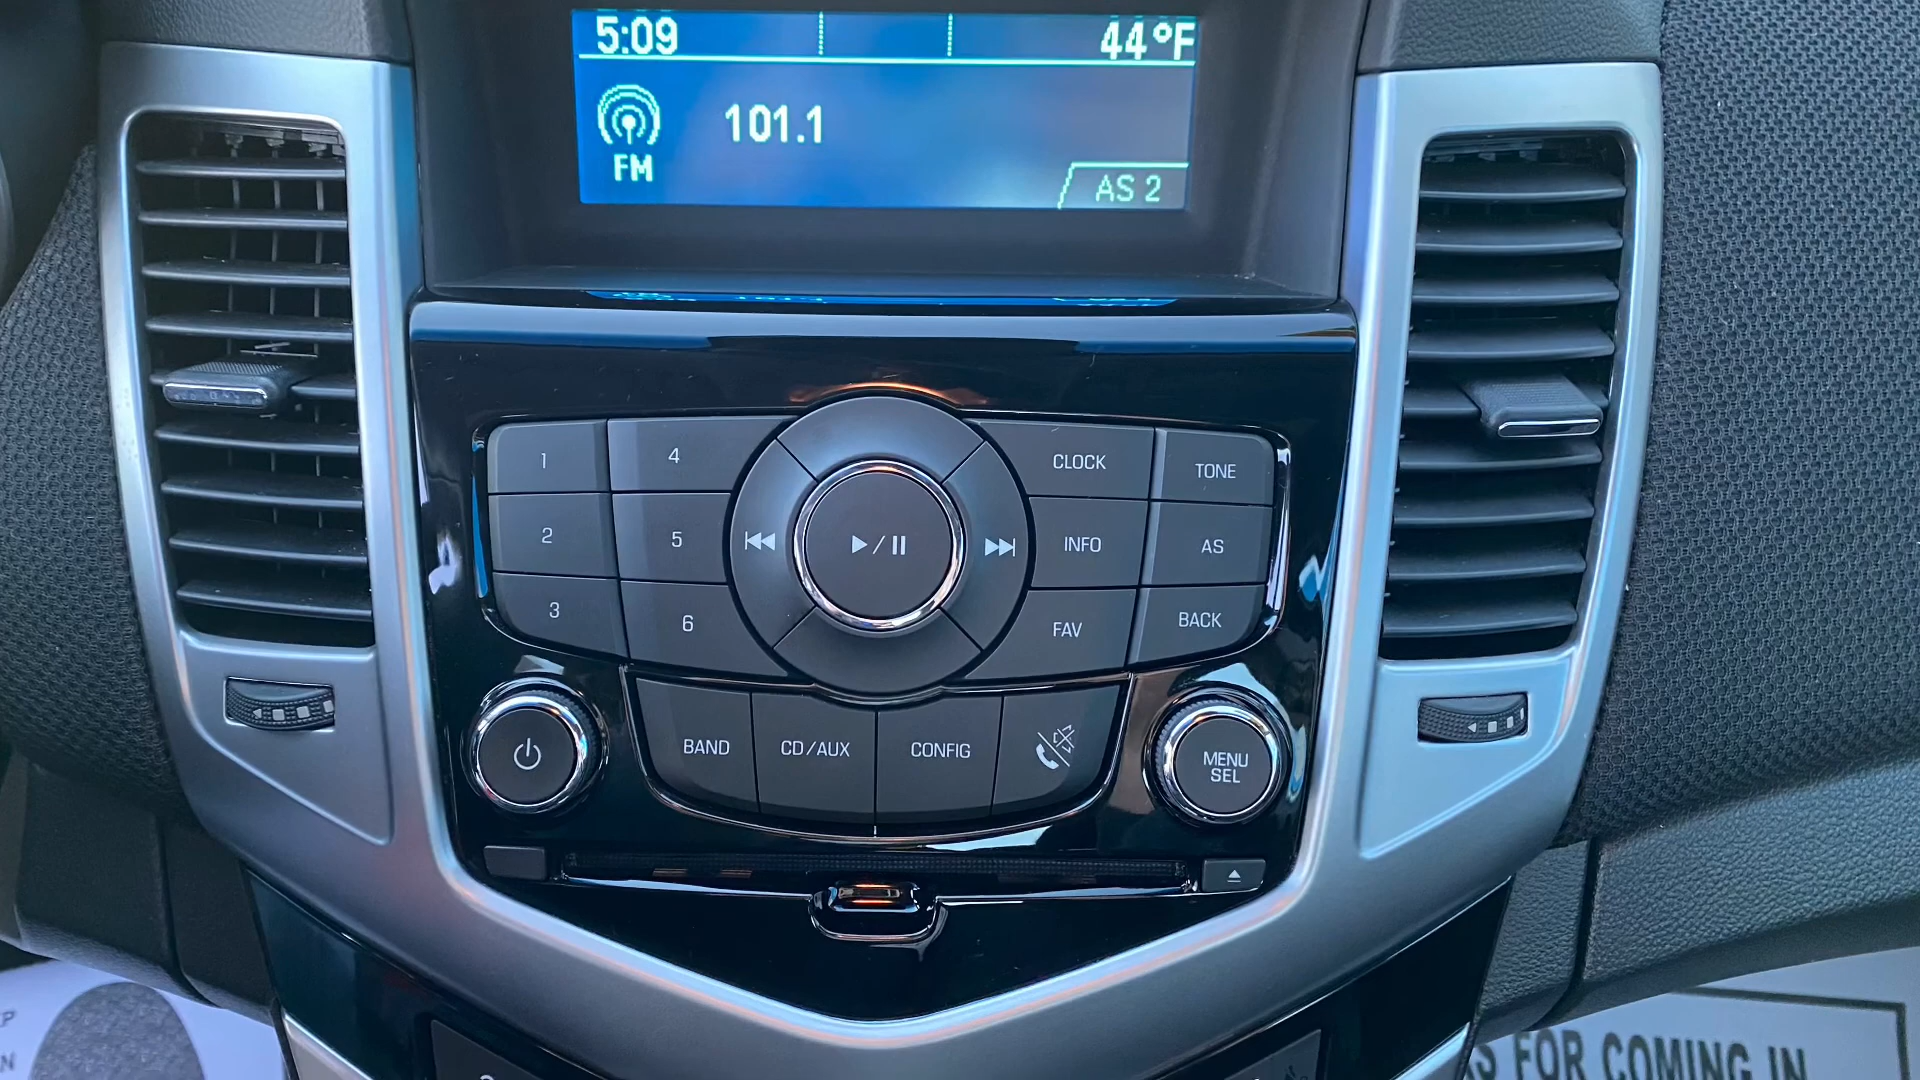 5:09
44°F
FM
101.1
AS 2
1
4
CLOCK
TONE
2
5
INFO
AS
3
6
FAV
BACK
BAND
CD/AUX
CONFIG
MENU
SEL
FOR COMING IN